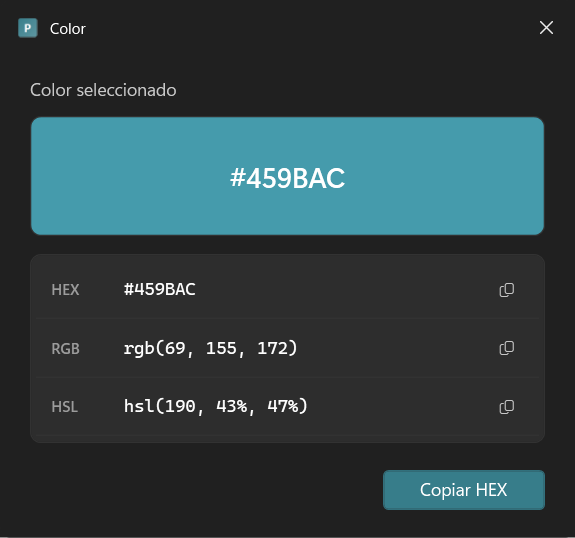 P Color
Color seleccionado
#459BAC
HEX #459BAC
RGB rgb(69, 155, 172)
HSL hsl(190, 43%, 47%)
Copiar HEX